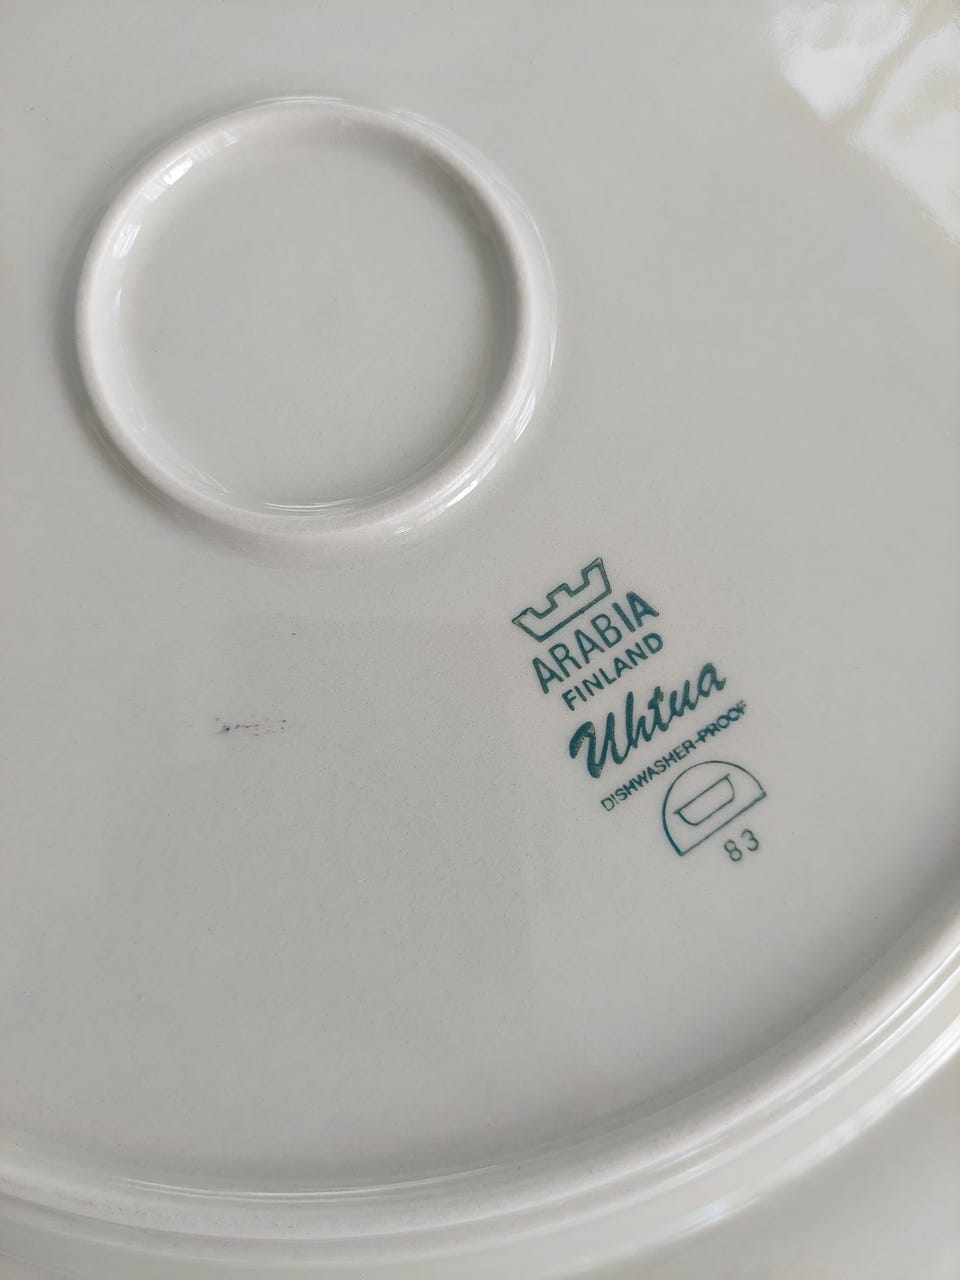 ARABIA
FINLAND
Uhtua
DISHWASHER-PROOF
83